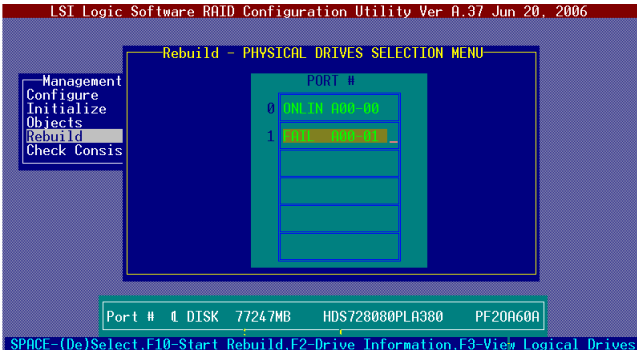 LSI Logic Software RAID Configuration Utility Ver A.37 Jun 20, 2006
Rebuild - PHYSICAL DRIVES SELECTION MENU
Management
Configure
Initialize
Objects
Rebuild
Check Consis
PORT #
0 ONLIN A00-00
1 FAIL A00-01 _
Port # 1 DISK 77247MB HDS728080PLA380 PF2OA60A
SPACE-(De)Select,F10-Start Rebuild,F2-Drive Information,F3-View Logical Drives